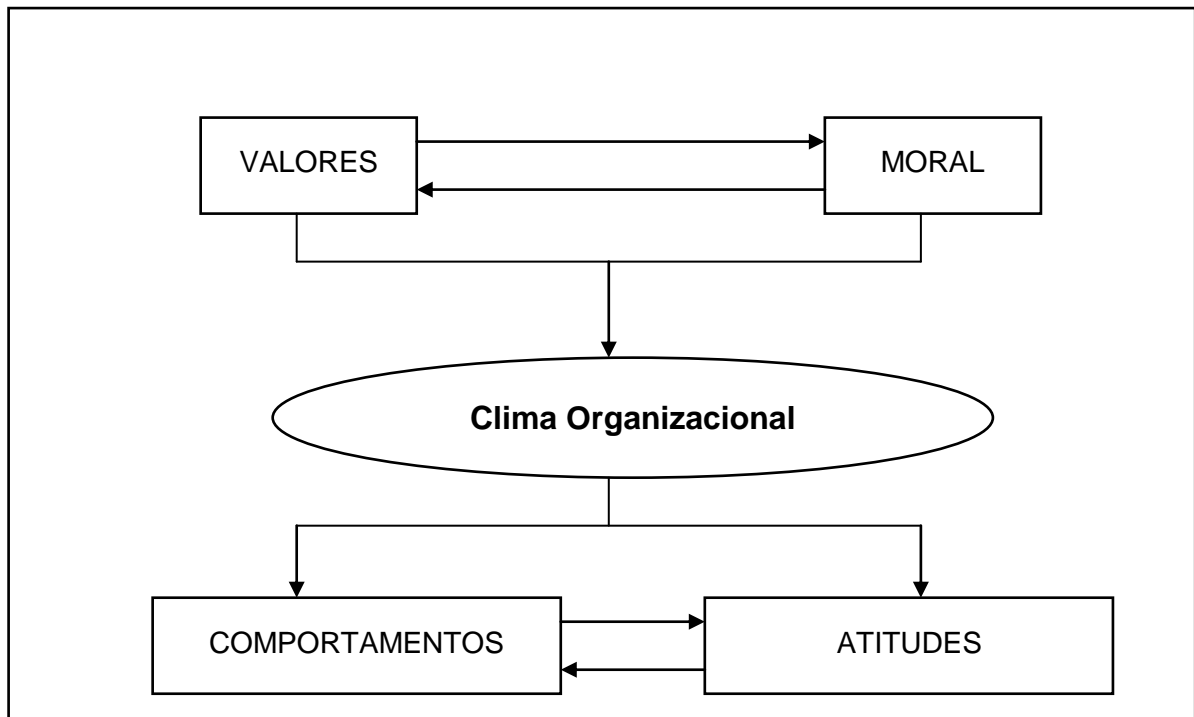 VALORES
MORAL
Clima Organizacional
COMPORTAMENTOS
ATITUDES